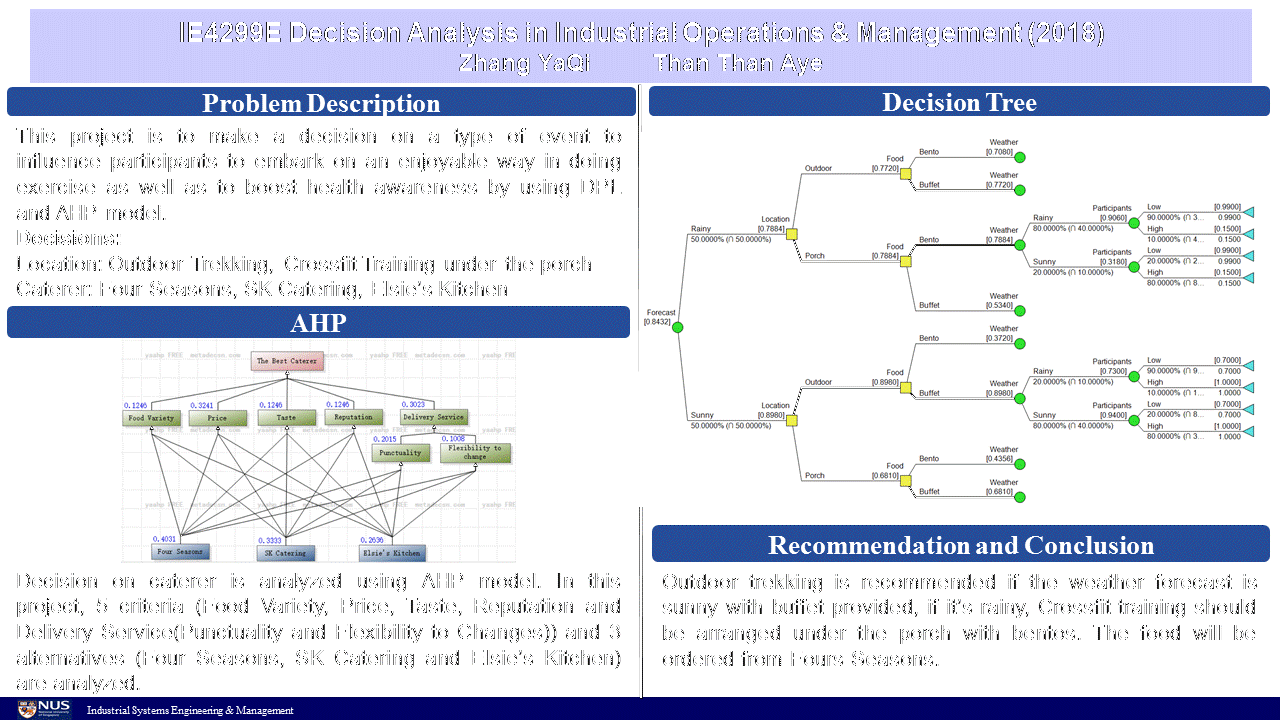 IE4299E Decision Analysis in Industrial Operations & Management (2018)
Zhang YaQi Than Than Aye
Problem Description
This project is to make a decision on a type of event to
influence participants to embark on an enjoyable way in doing
exercise as well as to boost health awareness by using DPL
and AHP model.
Decisions:
Location: Outdoor Trekking, Crossfit Training under the porch
Caterer: Four Seasons, SK Catering, Elsie's Kitchen
AHP
yaahp FREE metadecsn.com yaahp FREE metadecsn.com yaahp FRE
The Best Caterer
0.1246 0.3241 0.1246 0.1246 0.3023
Food Variety Price Taste Reputation Delivery Service
0.2015 0.1008
Punctuality Flexibility to
change
0.4031 0.3333 0.2636
Four Seasons SK Catering Elsie's Kitchen
Decision on caterer is analyzed using AHP model. In this
project, 5 criteria (Food Variety, Price, Taste, Reputation and
Delivery Service(Punctuality and Flexibility to Changes)) and 3
alternatives (Four Seasons, SK Catering and Elsie's Kitchen)
are analyzed.
Decision Tree
Forecast
[0.8432]
Rainy
50.0000% (∩ 50.0000%)
Location
[0.7884]
Outdoor
Food
[0.7720]
Bento
Weather
[0.7080]
Buffet
Weather
[0.7720]
Porch
Food
[0.7884]
Bento
Weather
[0.7884]
Rainy
80.0000% (∩ 40.0000%)
Participants
[0.9060]
Low [0.9900]
90.0000% (∩ 3... 0.9900
High [0.1500]
10.0000% (∩ 4... 0.1500
Sunny
20.0000% (∩ 10.0000%)
Participants
[0.3180]
Low [0.9900]
20.0000% (∩ 2... 0.9900
High [0.1500]
80.0000% (∩ 8... 0.1500
Buffet
Weather
[0.5340]
Sunny
50.0000% (∩ 50.0000%)
Location
[0.8980]
Outdoor
Food
[0.8980]
Bento
Weather
[0.3720]
Buffet
Weather
[0.8980]
Rainy
20.0000% (∩ 10.0000%)
Participants
[0.7300]
Low [0.7000]
90.0000% (∩ 9... 0.7000
High [1.0000]
10.0000% (∩ 1... 1.0000
Sunny
80.0000% (∩ 40.0000%)
Participants
[0.9400]
Low [0.7000]
20.0000% (∩ 8... 0.7000
High [1.0000]
80.0000% (∩ 3... 1.0000
Porch
Food
[0.6810]
Bento
Weather
[0.4356]
Buffet
Weather
[0.6810]
Recommendation and Conclusion
Outdoor trekking is recommended if the weather forecast is
sunny with buffet provided, if it's rainy, Crossfit training should
be arranged under the porch with bentos. The food will be
ordered from Fours Seasons.
NUS
Industrial Systems Engineering & Management